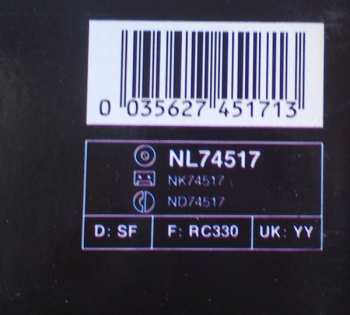 0 035627 451713
NL74517
NK74517
ND74517
D: SF F: RC330 UK: YY